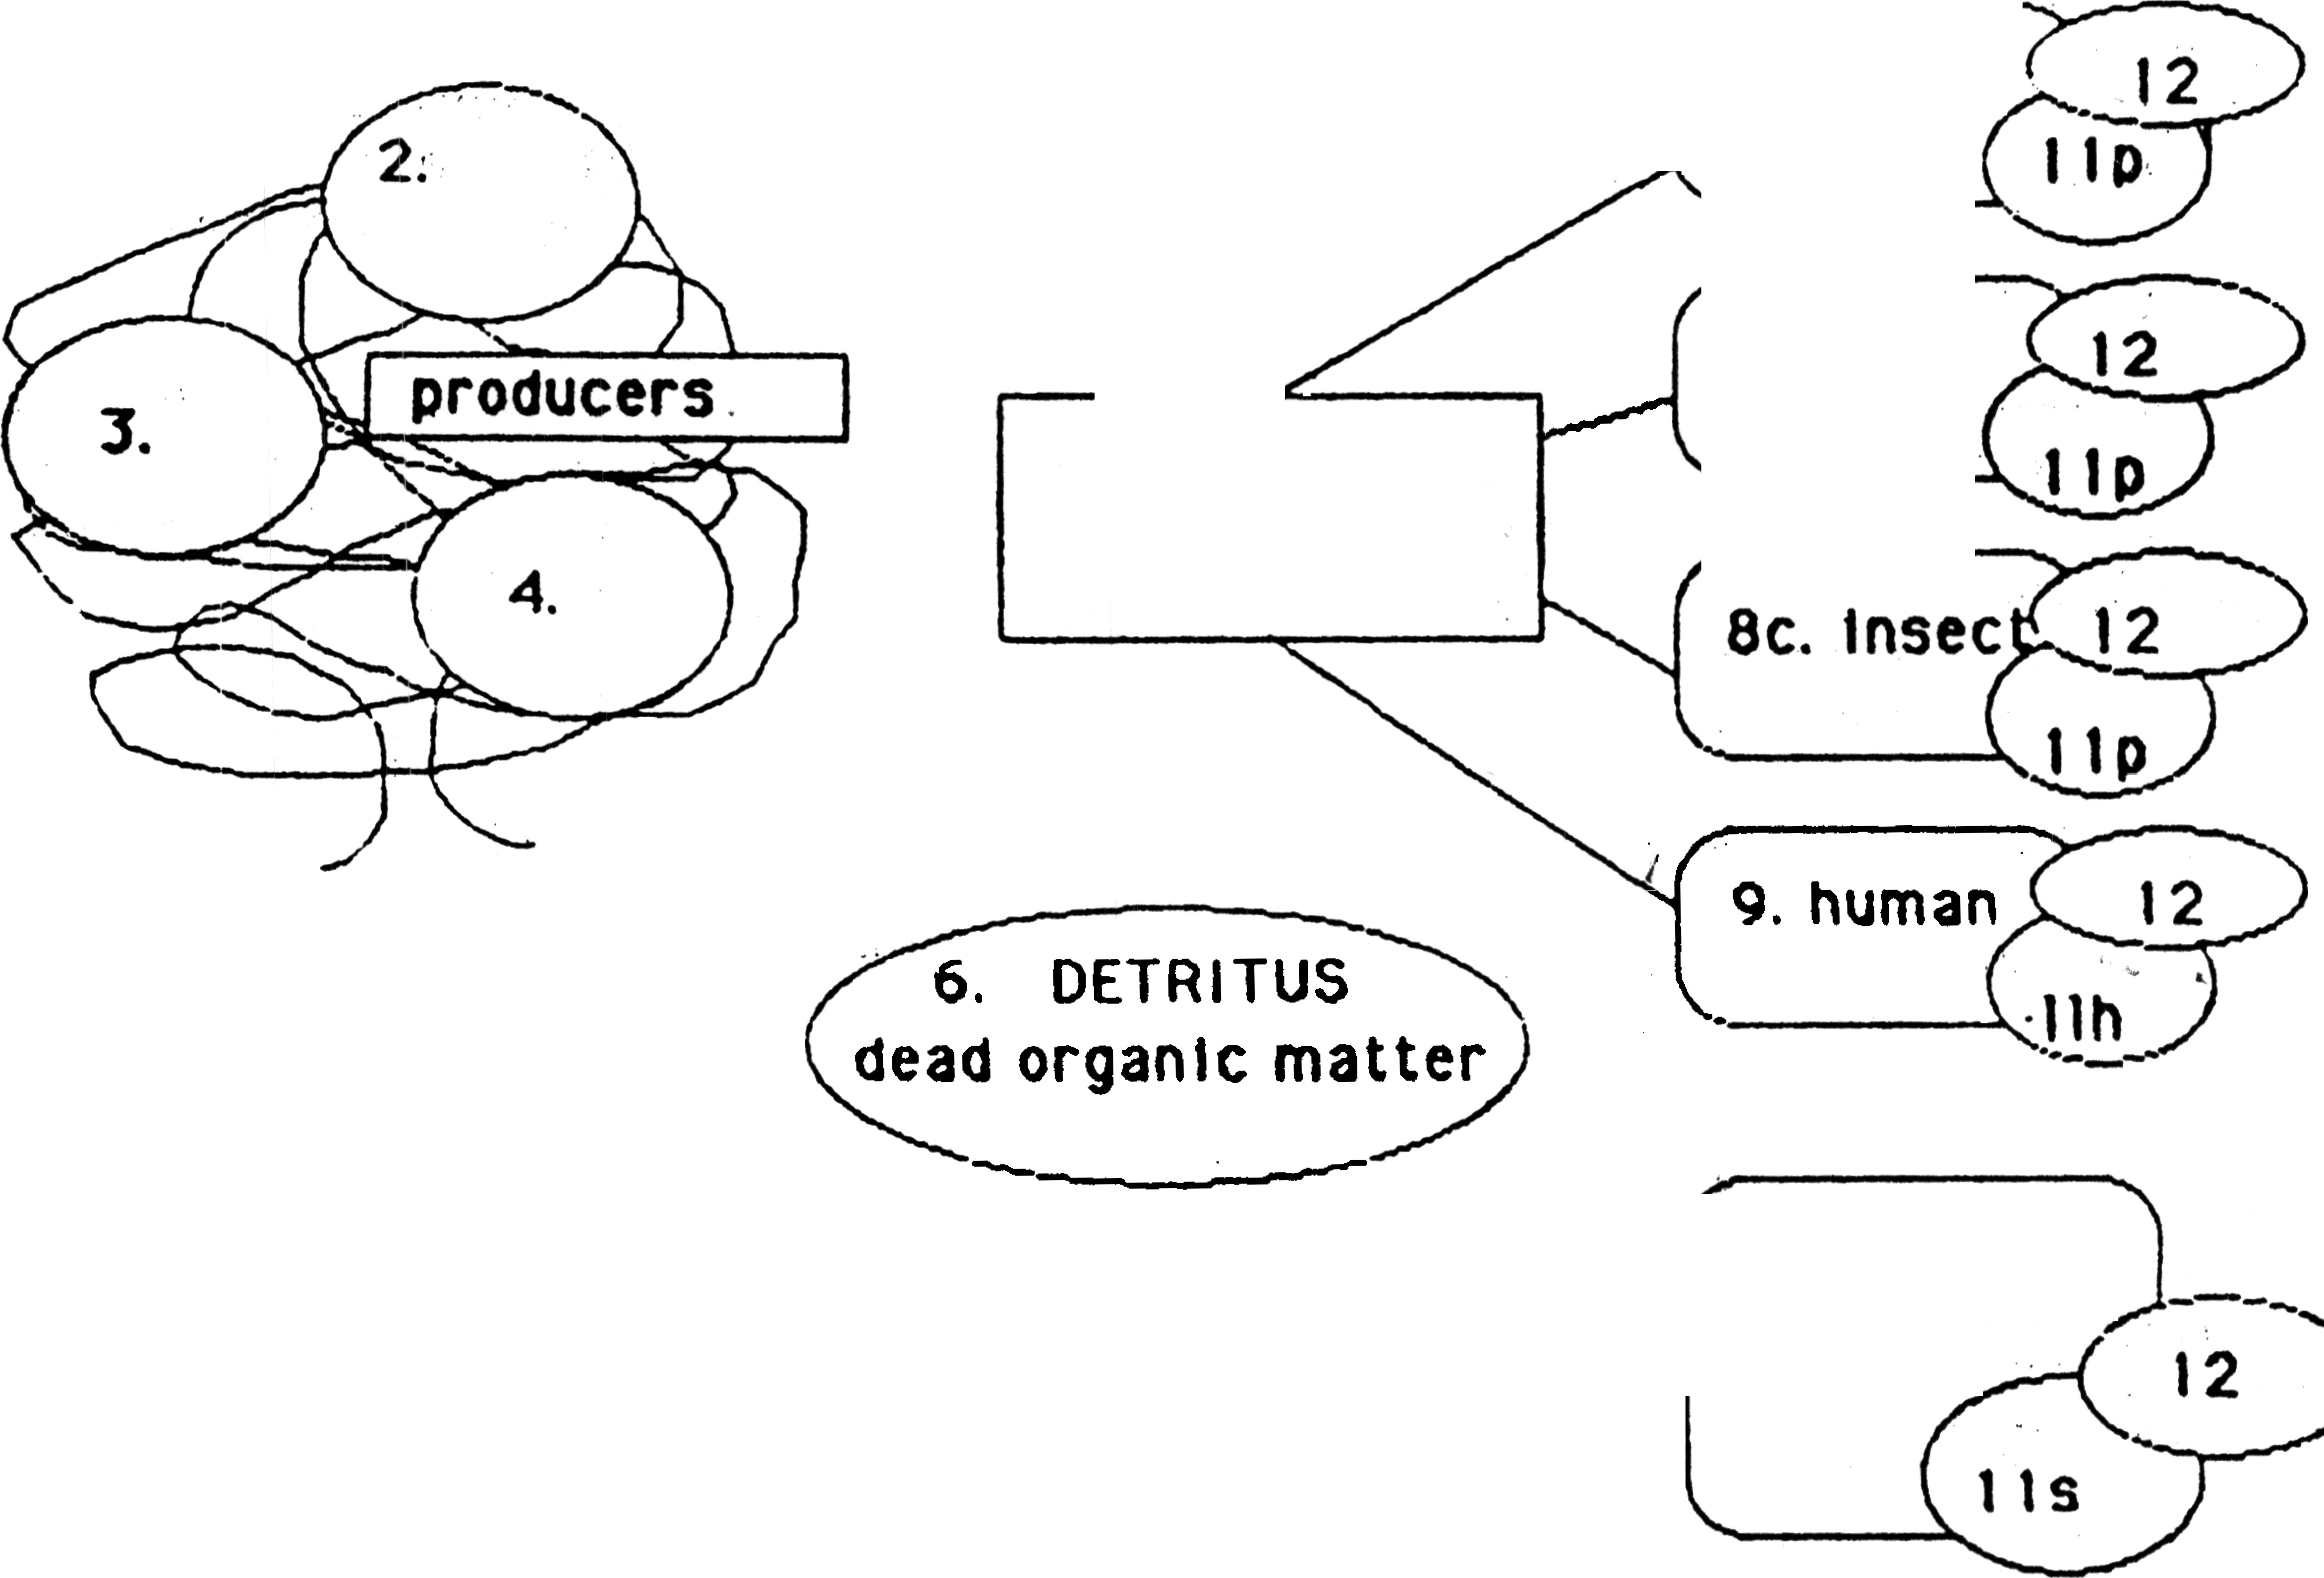 12
11p
2.
12
producers
3.
11p
4.
8c. insect
12
11p
9. human
12
11h
6. DETRITUS
dead organic matter
12
11s